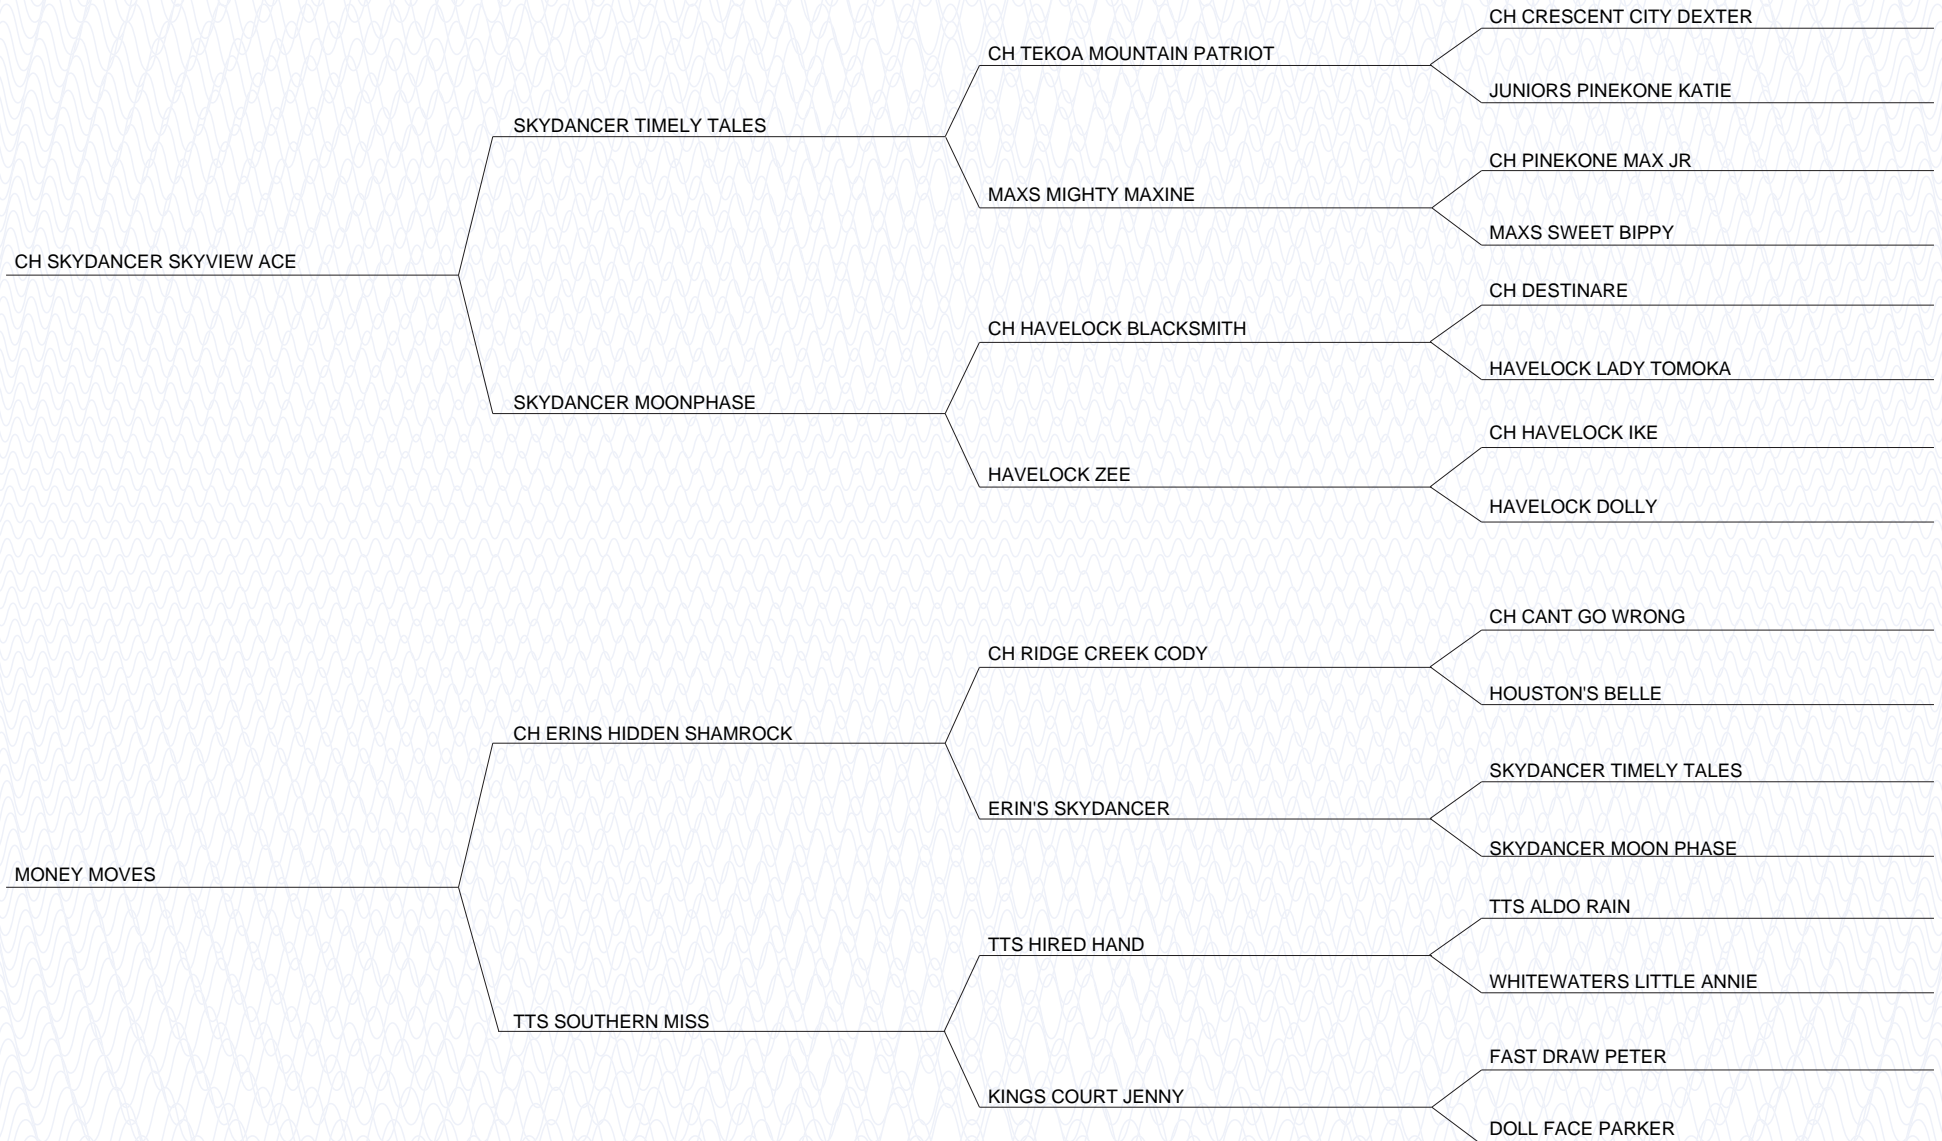 CH CRESCENT CITY DEXTER
CH TEKOA MOUNTAIN PATRIOT
JUNIORS PINEKONE KATIE
SKYDANCER TIMELY TALES
CH PINEKONE MAX JR
MAXS MIGHTY MAXINE
MAXS SWEET BIPPY
CH SKYDANCER SKYVIEW ACE
CH DESTINARE
CH HAVELOCK BLACKSMITH
HAVELOCK LADY TOMOKA
SKYDANCER MOONPHASE
CH HAVELOCK IKE
HAVELOCK ZEE
HAVELOCK DOLLY
CH CANT GO WRONG
CH RIDGE CREEK CODY
HOUSTON'S BELLE
CH ERINS HIDDEN SHAMROCK
SKYDANCER TIMELY TALES
ERIN'S SKYDANCER
SKYDANCER MOON PHASE
MONEY MOVES
TTS ALDO RAIN
TTS HIRED HAND
WHITEWATERS LITTLE ANNIE
TTS SOUTHERN MISS
FAST DRAW PETER
KINGS COURT JENNY
DOLL FACE PARKER